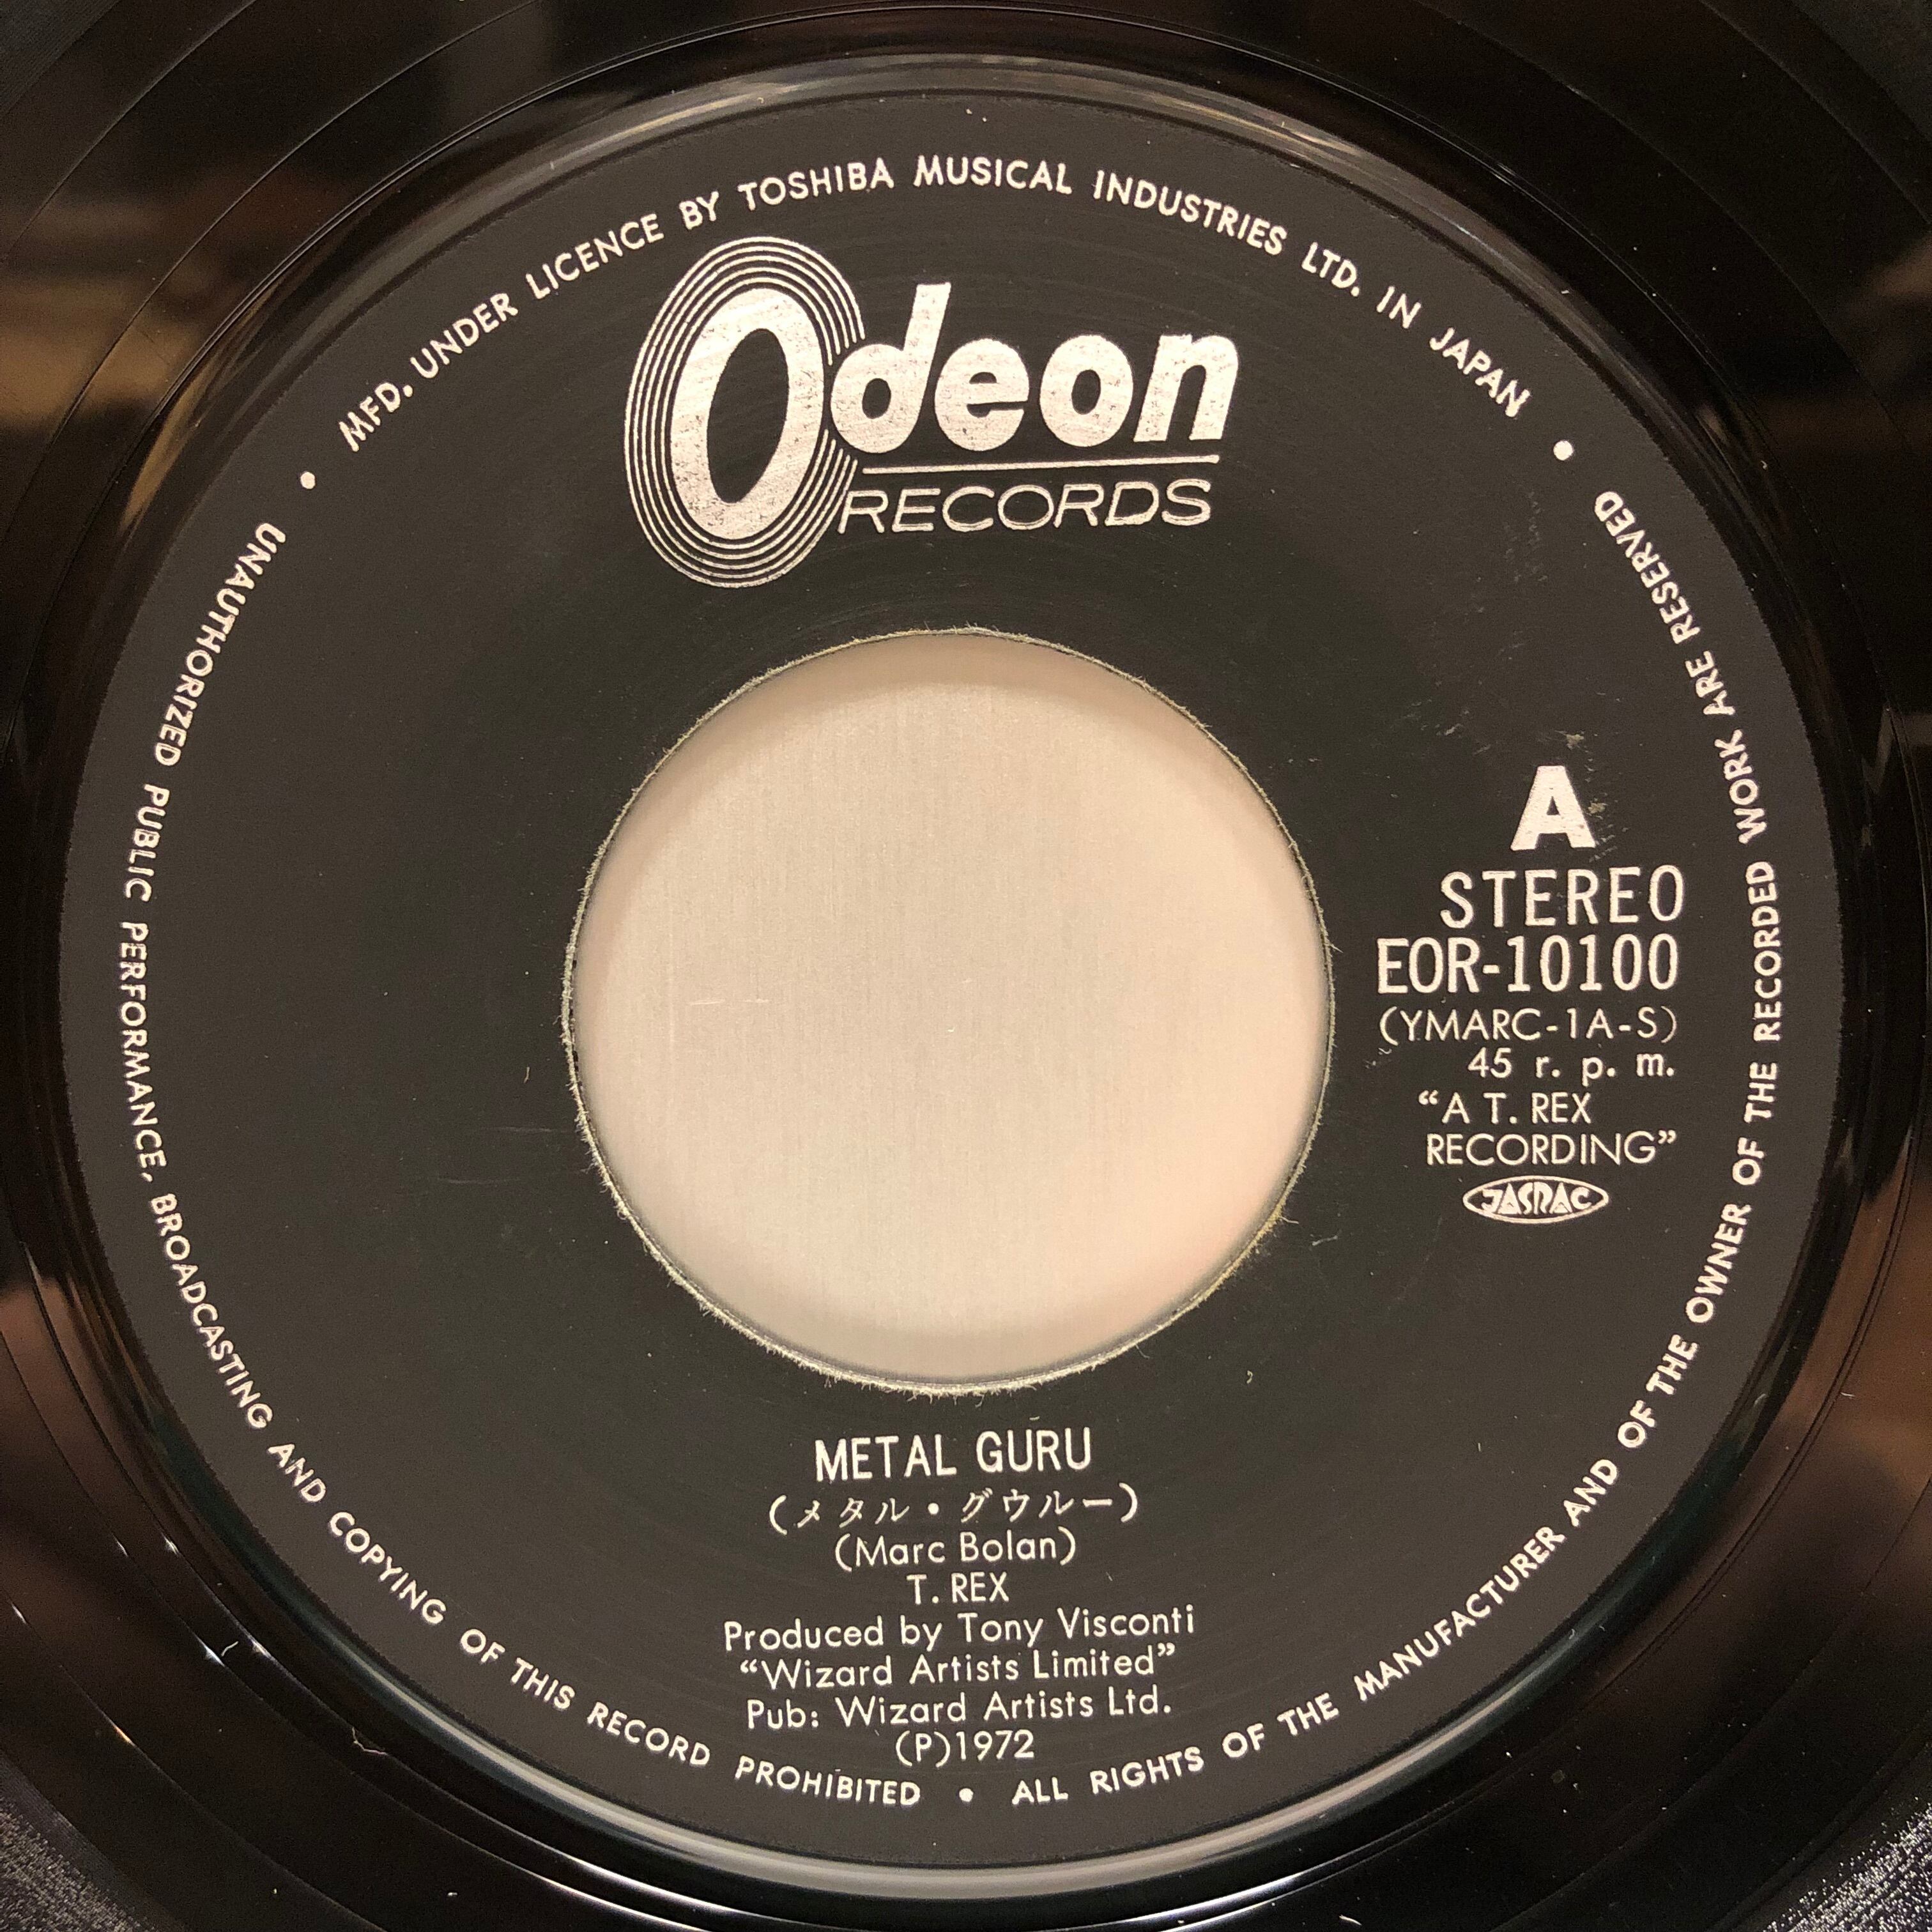 MFD. UNDER LICENCE BY TOSHIBA MUSICAL INDUSTRIES LTD. IN JAPAN •
Odeon
RECORDS
A
STEREO
EOR-10100
(YMARC-1A-S)
45 r. p. m.
“A T. REX
RECORDING”
JASRAC
METAL GURU
(メタル・グウルー)
(Marc Bolan)
T. REX
Produced by Tony Visconti
“Wizard Artists Limited”
Pub: Wizard Artists Ltd.
(P)1972
• UNAUTHORIZED PUBLIC PERFORMANCE, BROADCASTING AND COPYING OF THIS RECORD PROHIBITED • ALL RIGHTS OF THE MANUFACTURER AND OF THE OWNER OF THE RECORDED WORK ARE RESERVED